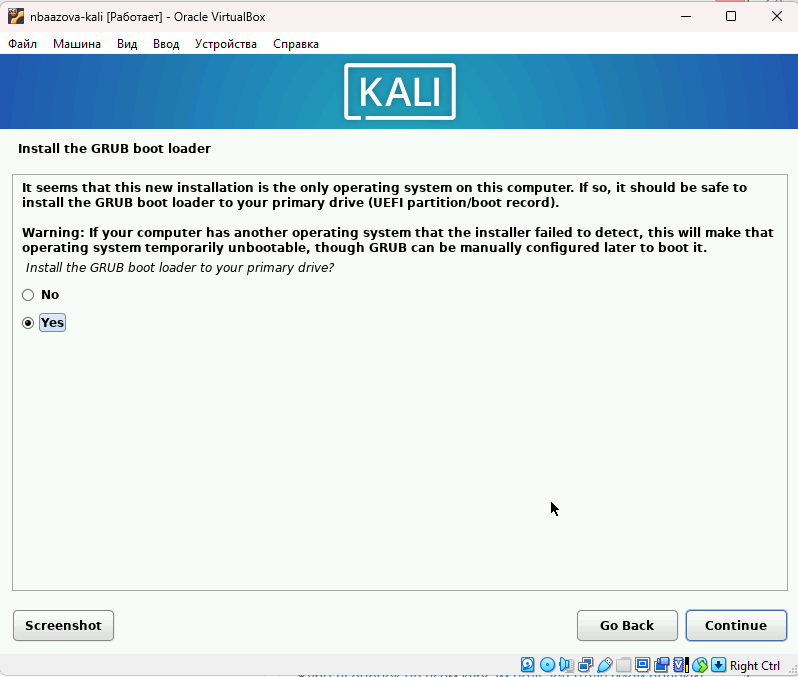 nbaazova-kali [Работает] - Oracle VirtualBox
Файл Машина Вид Ввод Устройства Справка
KALI
Install the GRUB boot loader
It seems that this new installation is the only operating system on this computer. If so, it should be safe to
install the GRUB boot loader to your primary drive (UEFI partition/boot record).
Warning: If your computer has another operating system that the installer failed to detect, this will make that
operating system temporarily unbootable, though GRUB can be manually configured later to boot it.
Install the GRUB boot loader to your primary drive?
No
Yes
Screenshot Go Back Continue
Right Ctrl